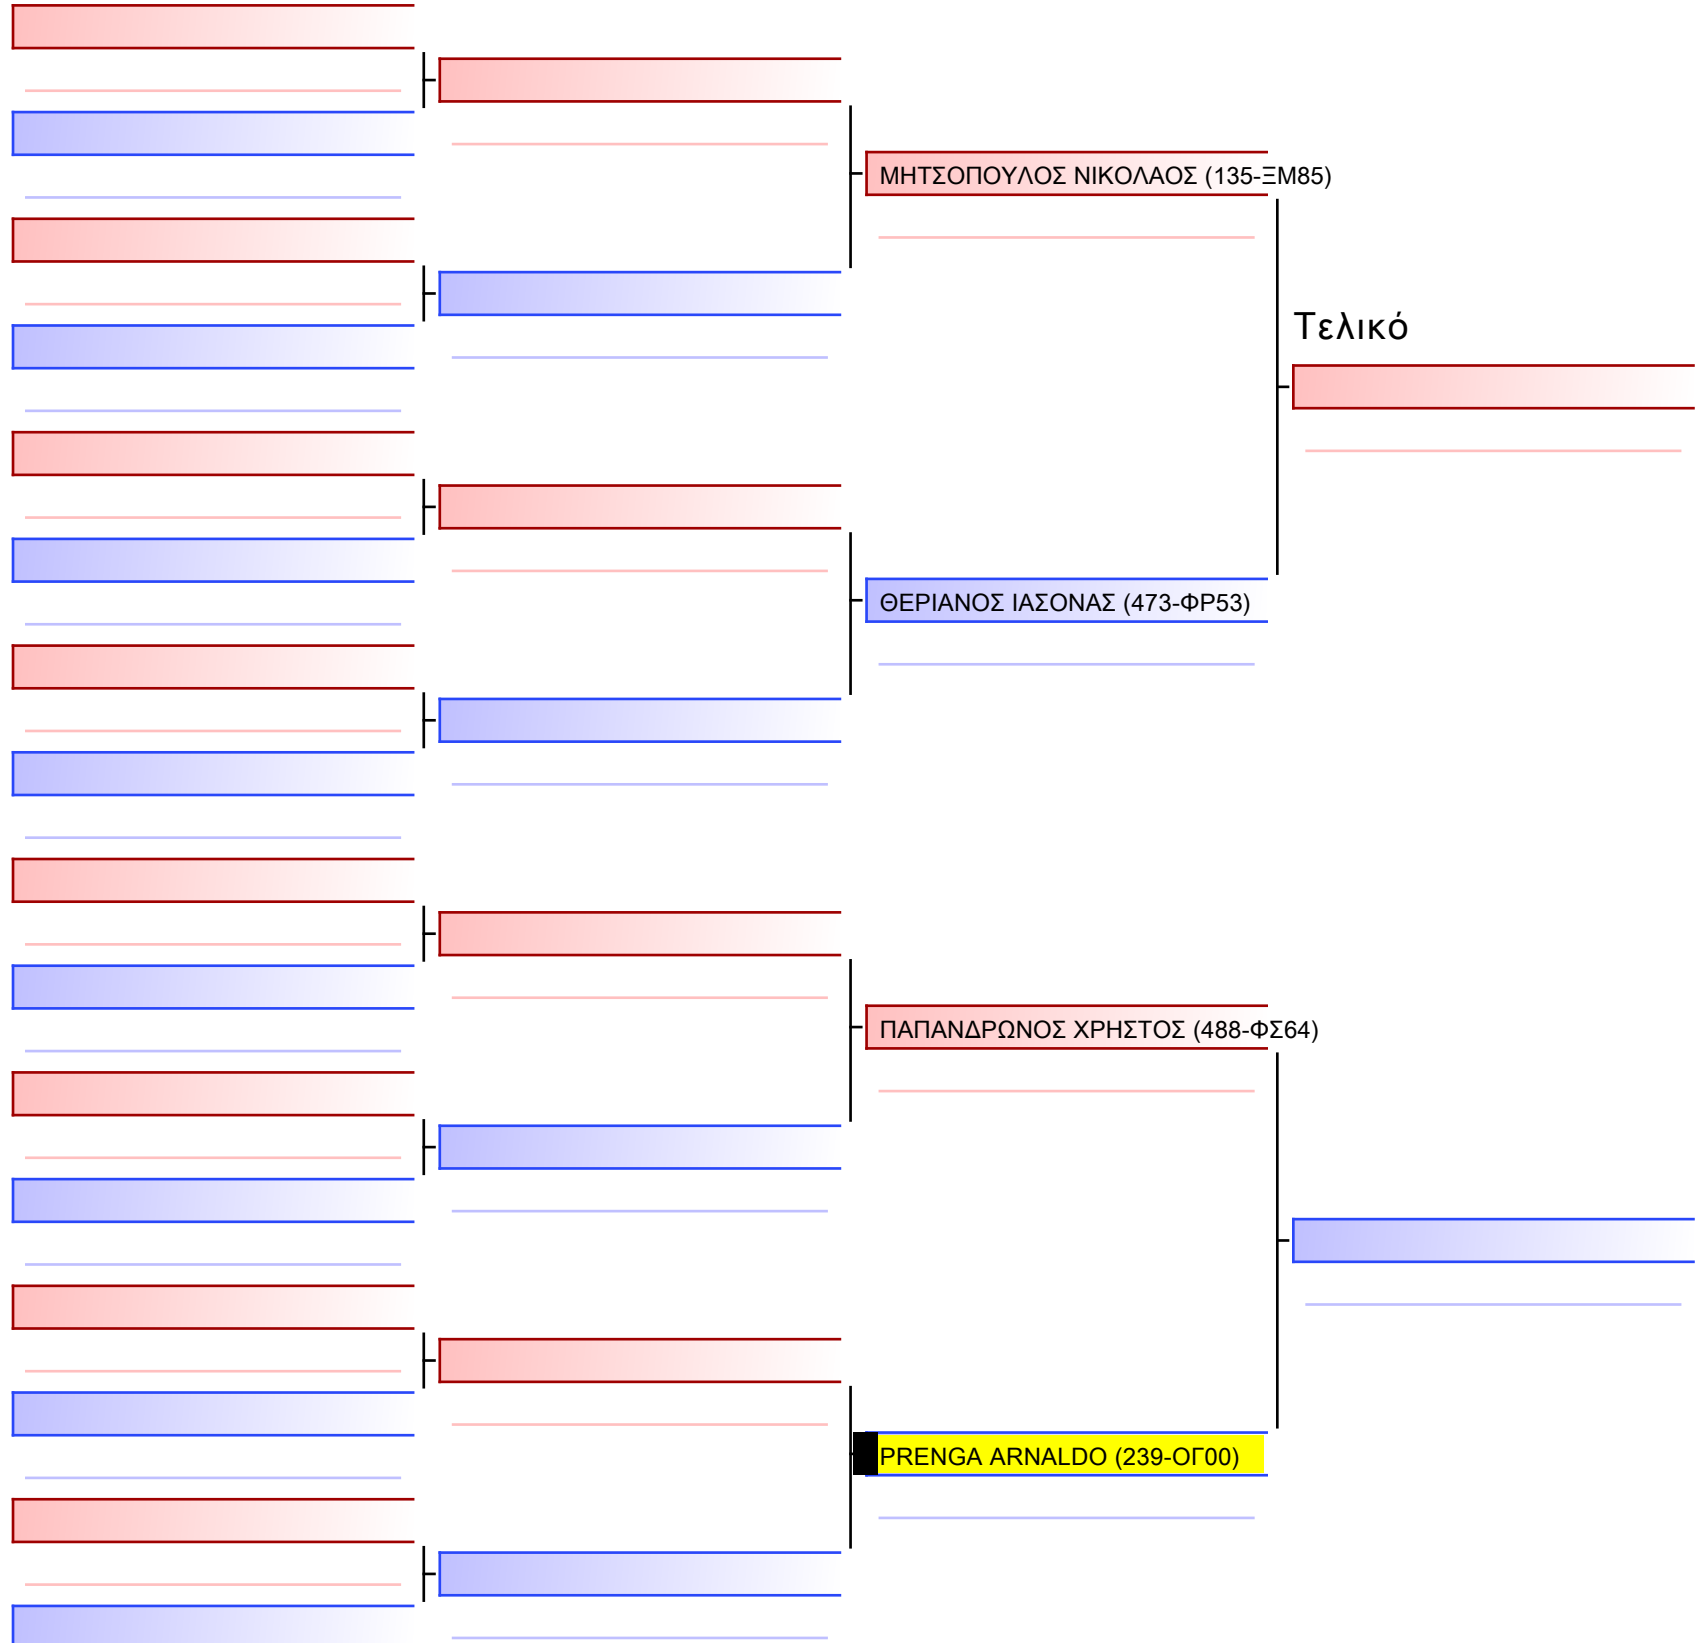 ΜΗΤΣΟΠΟΥΛΟΣ ΝΙΚΟΛΑΟΣ (135-ΞΜ85)
Τελικό
ΘΕΡΙΑΝΟΣ ΙΑΣΟΝΑΣ (473-ΦΡ53)
ΠΑΠΑΝΔΡΩΝΟΣ ΧΡΗΣΤΟΣ (488-ΦΣ64)
PRENGA ARNALDO (239-ΟΓ00)